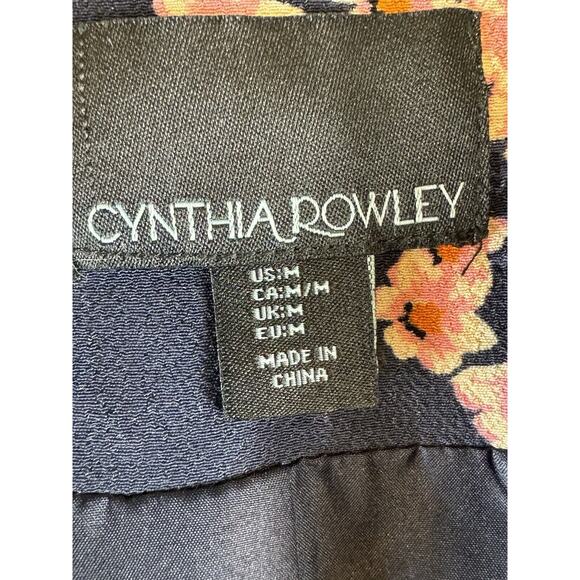 CYNTHIA ROWLEY
US:M
CA:M/M
UK:M
EU:M
MADE IN
CHINA